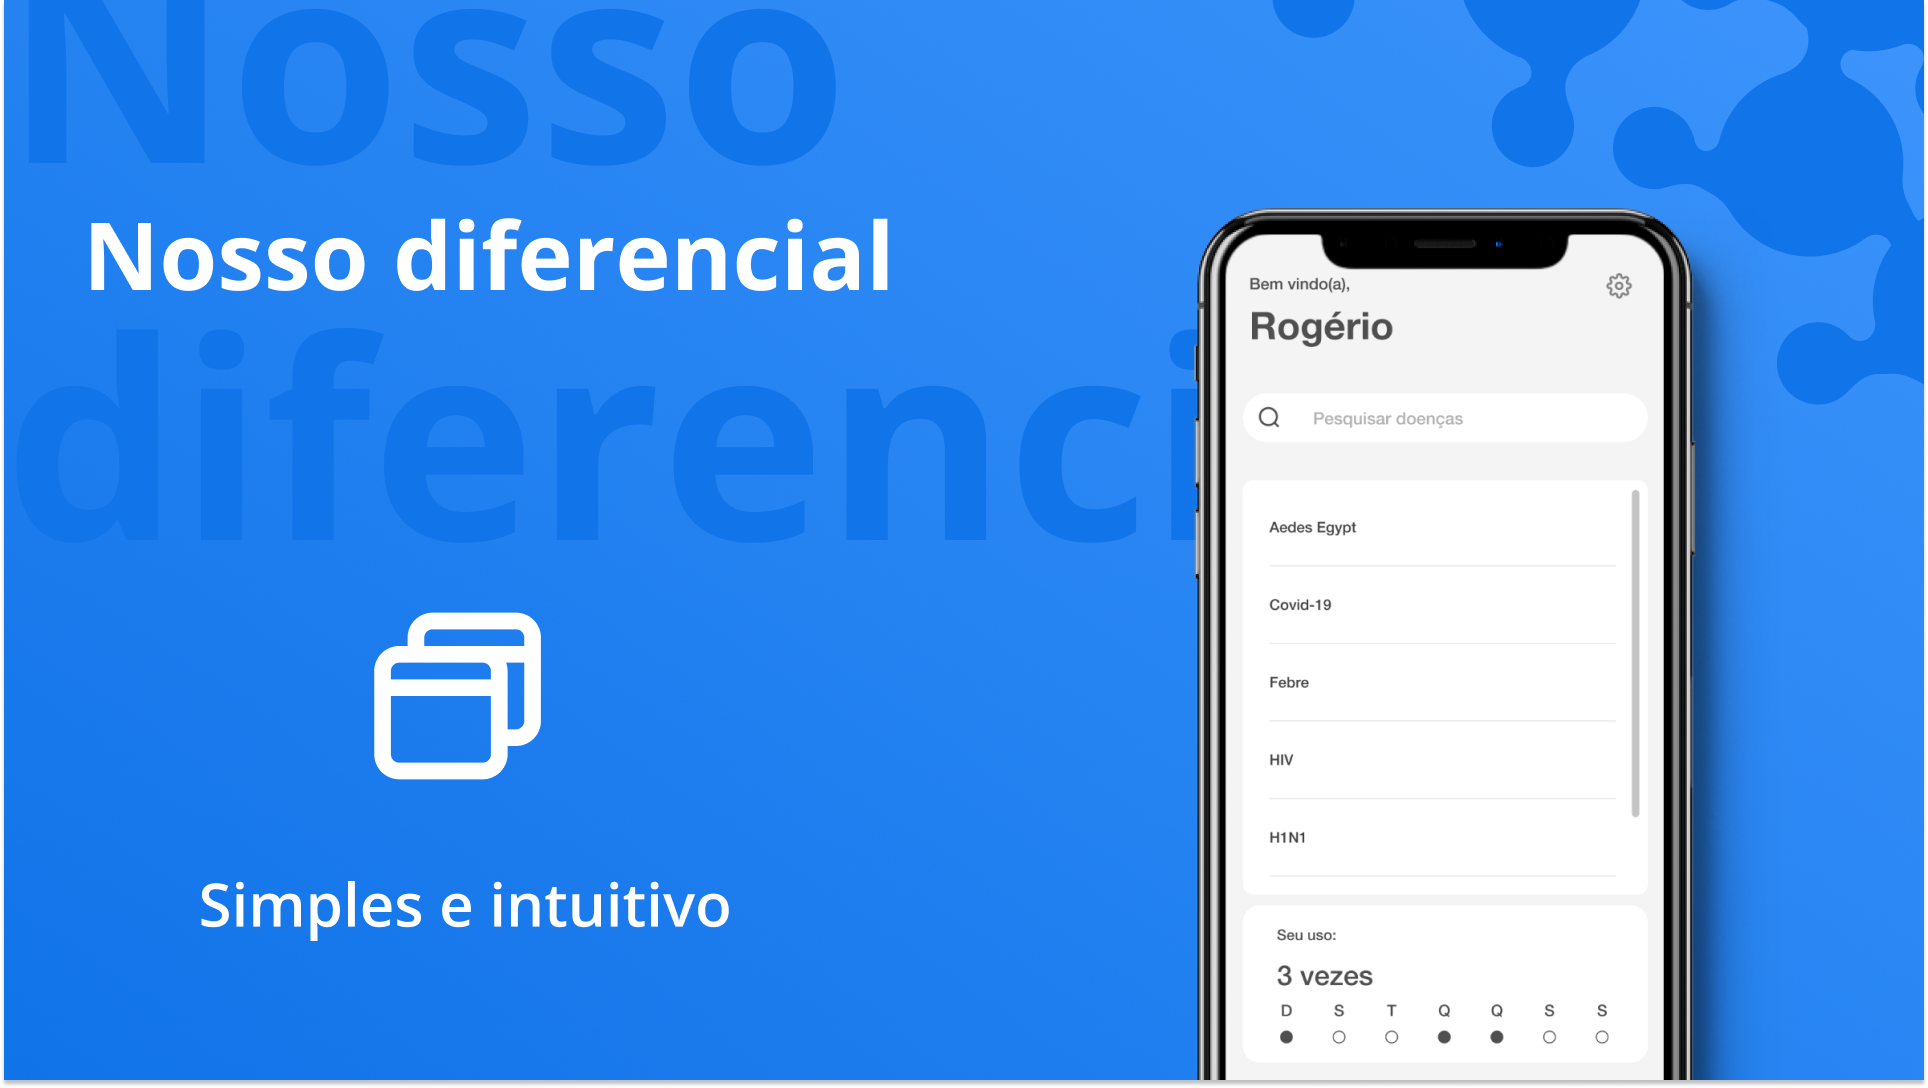 Nosso
Nosso diferencial
diferenci
Simples e intuitivo
Bem vindo(a),
Rogério
Pesquisar doenças
Aedes Egypt
Covid-19
Febre
HIV
H1N1
Seu uso:
3 vezes
D S T Q Q S S